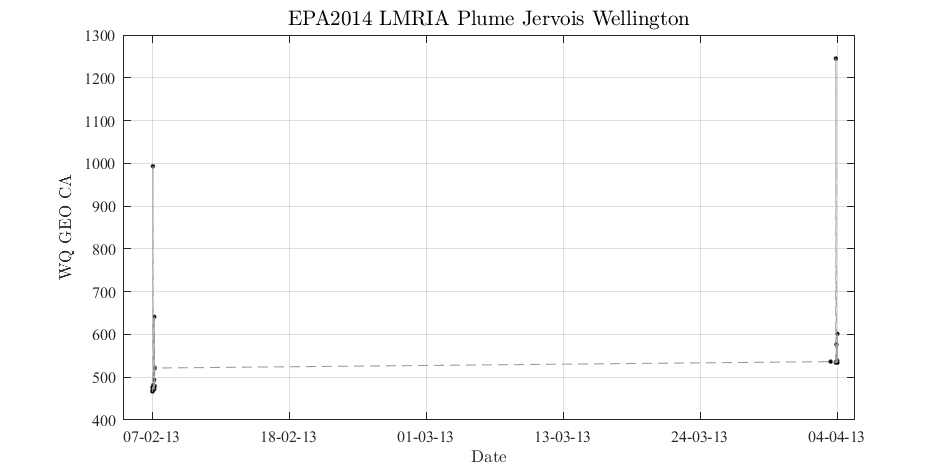 EPA2014 LMRIA Plume Jervois Wellington
1300
1200
1100
1000
900
800
700
600
500
400
WQ GEO CA
07-02-13 18-02-13 01-03-13 13-03-13 24-03-13 04-04-13
Date